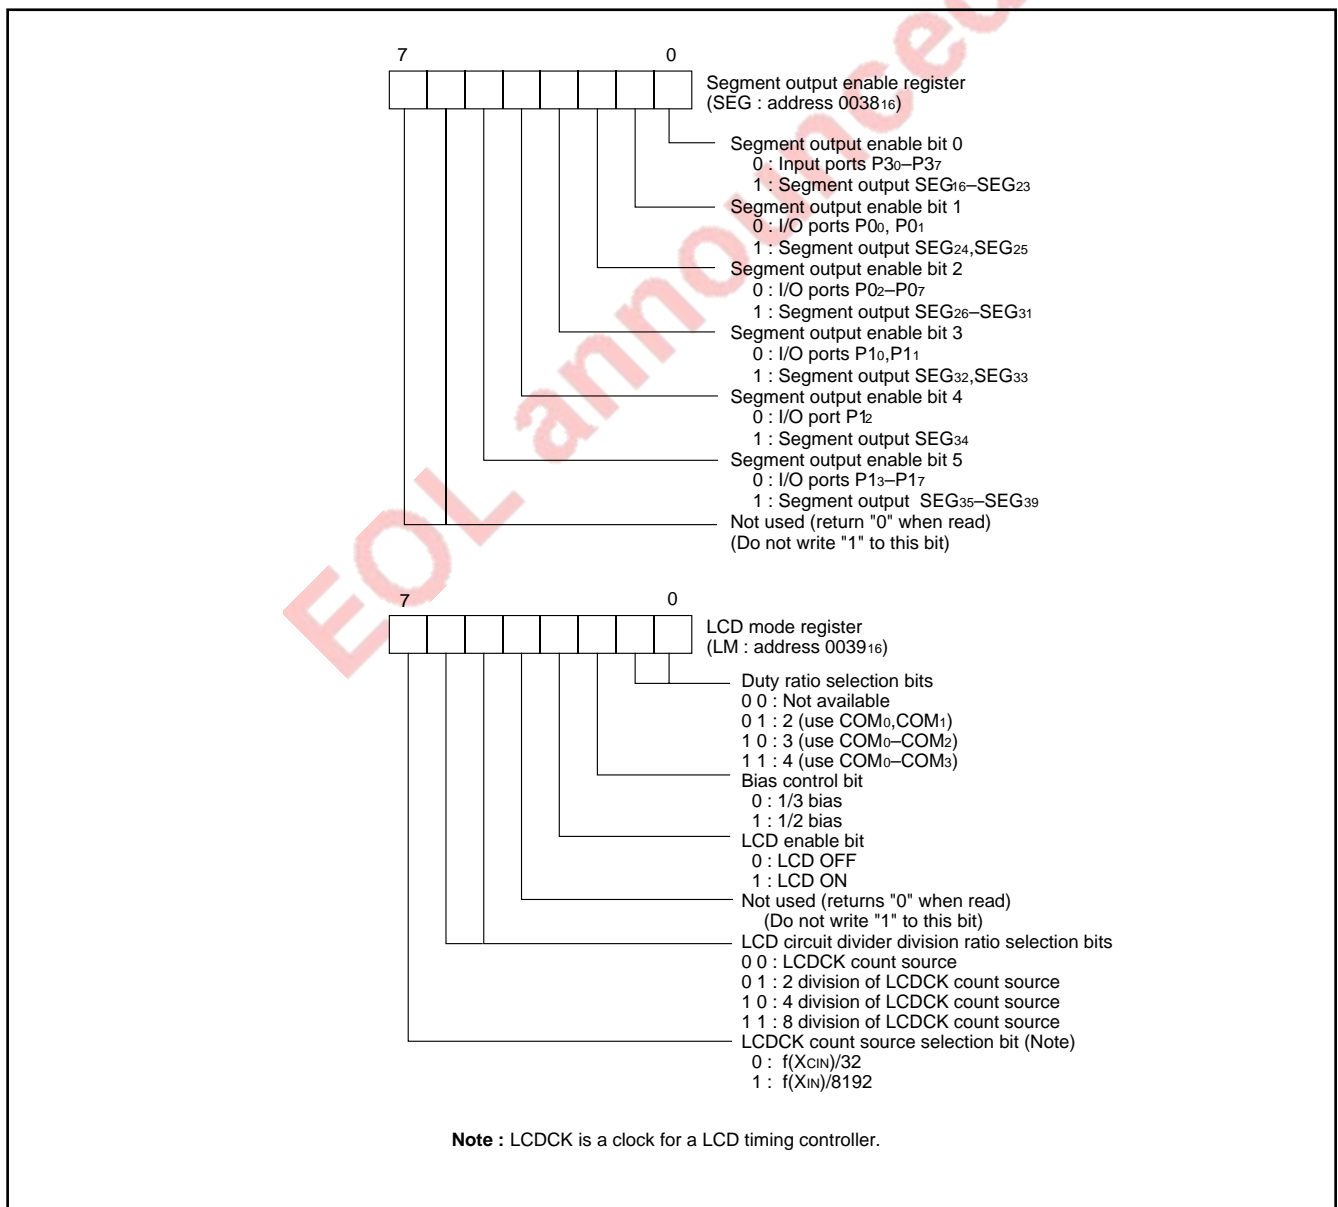 7 0
Segment output enable register
(SEG : address 003816)
Segment output enable bit 0
0 : Input ports P30–P37
1 : Segment output SEG16–SEG23
Segment output enable bit 1
0 : I/O ports P00, P01
1 : Segment output SEG24,SEG25
Segment output enable bit 2
0 : I/O ports P02–P07
1 : Segment output SEG26–SEG31
Segment output enable bit 3
0 : I/O ports P10,P11
1 : Segment output SEG32,SEG33
Segment output enable bit 4
0 : I/O port P12
1 : Segment output SEG34
Segment output enable bit 5
0 : I/O ports P13–P17
1 : Segment output SEG35–SEG39
Not used (return "0" when read)
(Do not write "1" to this bit)
7 0
LCD mode register
(LM : address 003916)
Duty ratio selection bits
0 0 : Not available
0 1 : 2 (use COM0,COM1)
1 0 : 3 (use COM0–COM2)
1 1 : 4 (use COM0–COM3)
Bias control bit
0 : 1/3 bias
1 : 1/2 bias
LCD enable bit
0 : LCD OFF
1 : LCD ON
Not used (returns "0" when read)
(Do not write "1" to this bit)
LCD circuit divider division ratio selection bits
0 0 : LCDCK count source
0 1 : 2 division of LCDCK count source
1 0 : 4 division of LCDCK count source
1 1 : 8 division of LCDCK count source
LCDCK count source selection bit (Note)
0 : f(XCIN)/32
1 : f(XIN)/8192
Note : LCDCK is a clock for a LCD timing controller.
EOL announced